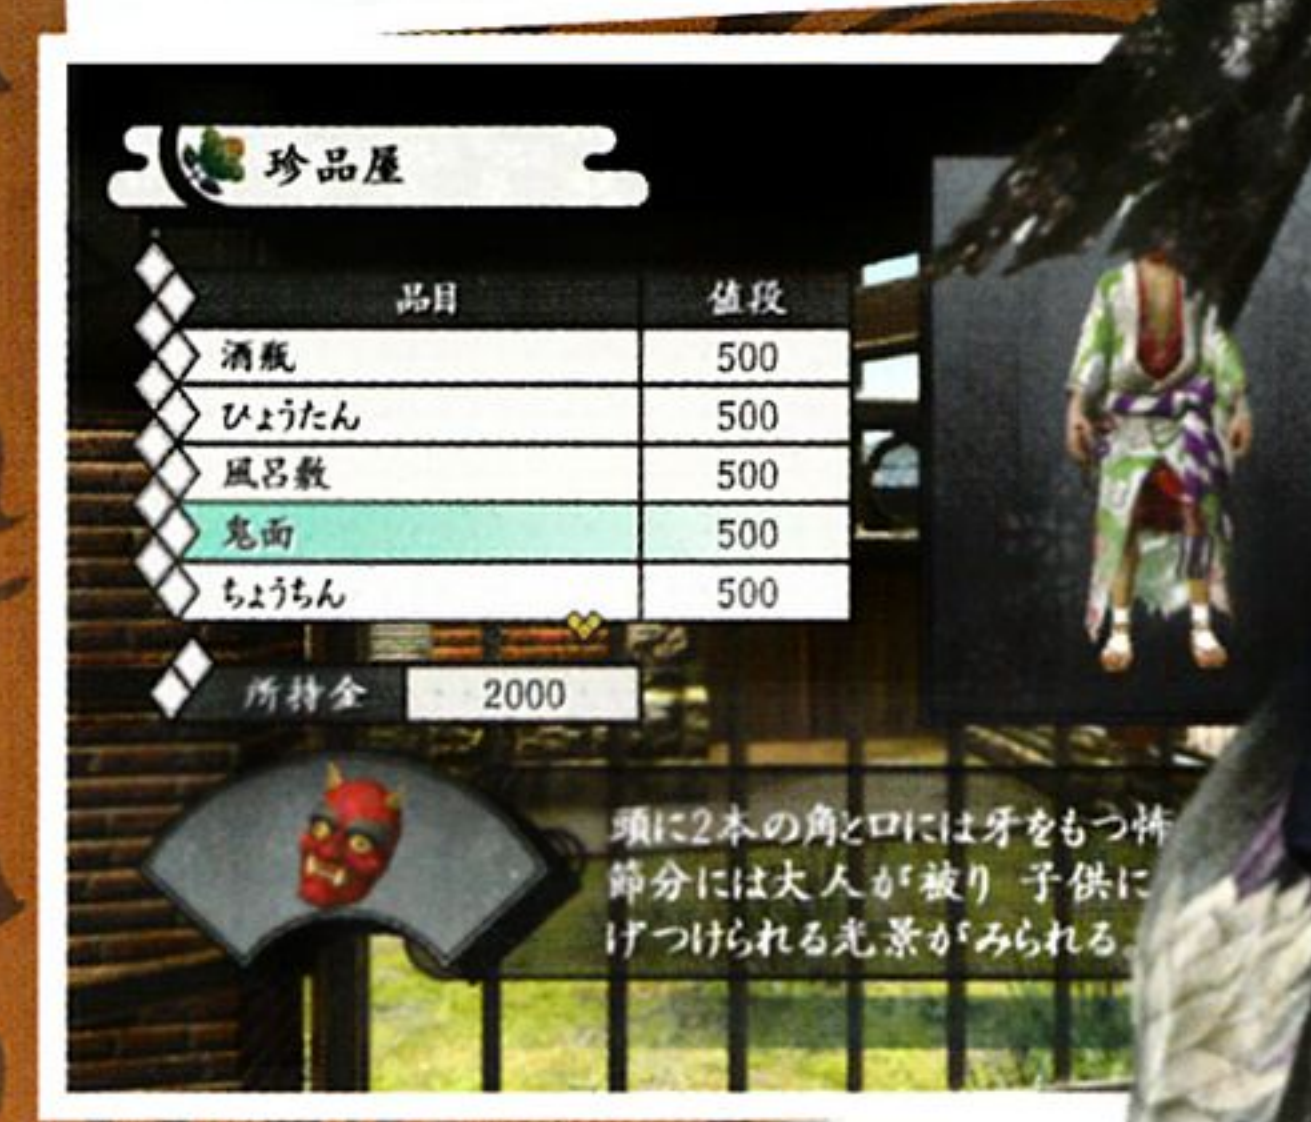 珍品屋
品目 値段
酒瓶 500
ひょうたん 500
風呂敷 500
鬼面 500
ちょうちん 500
所持金 2000
頭に2本の角と口には牙をもつ怖
節分には大人が被り 子供に
げつけられる光景がみられる